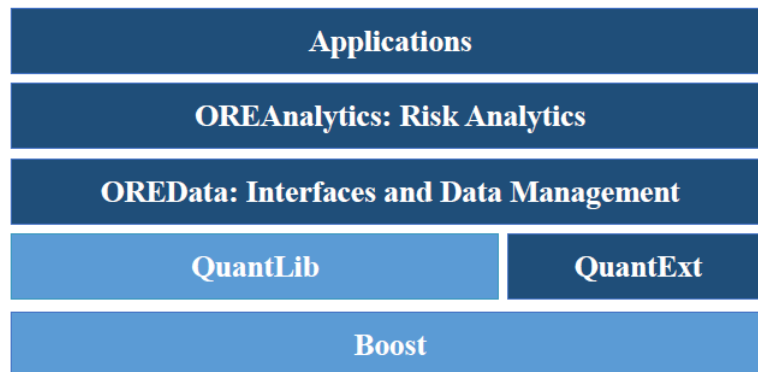 Applications
OREAnalytics: Risk Analytics
OREData: Interfaces and Data Management
QuantLib
QuantExt
Boost